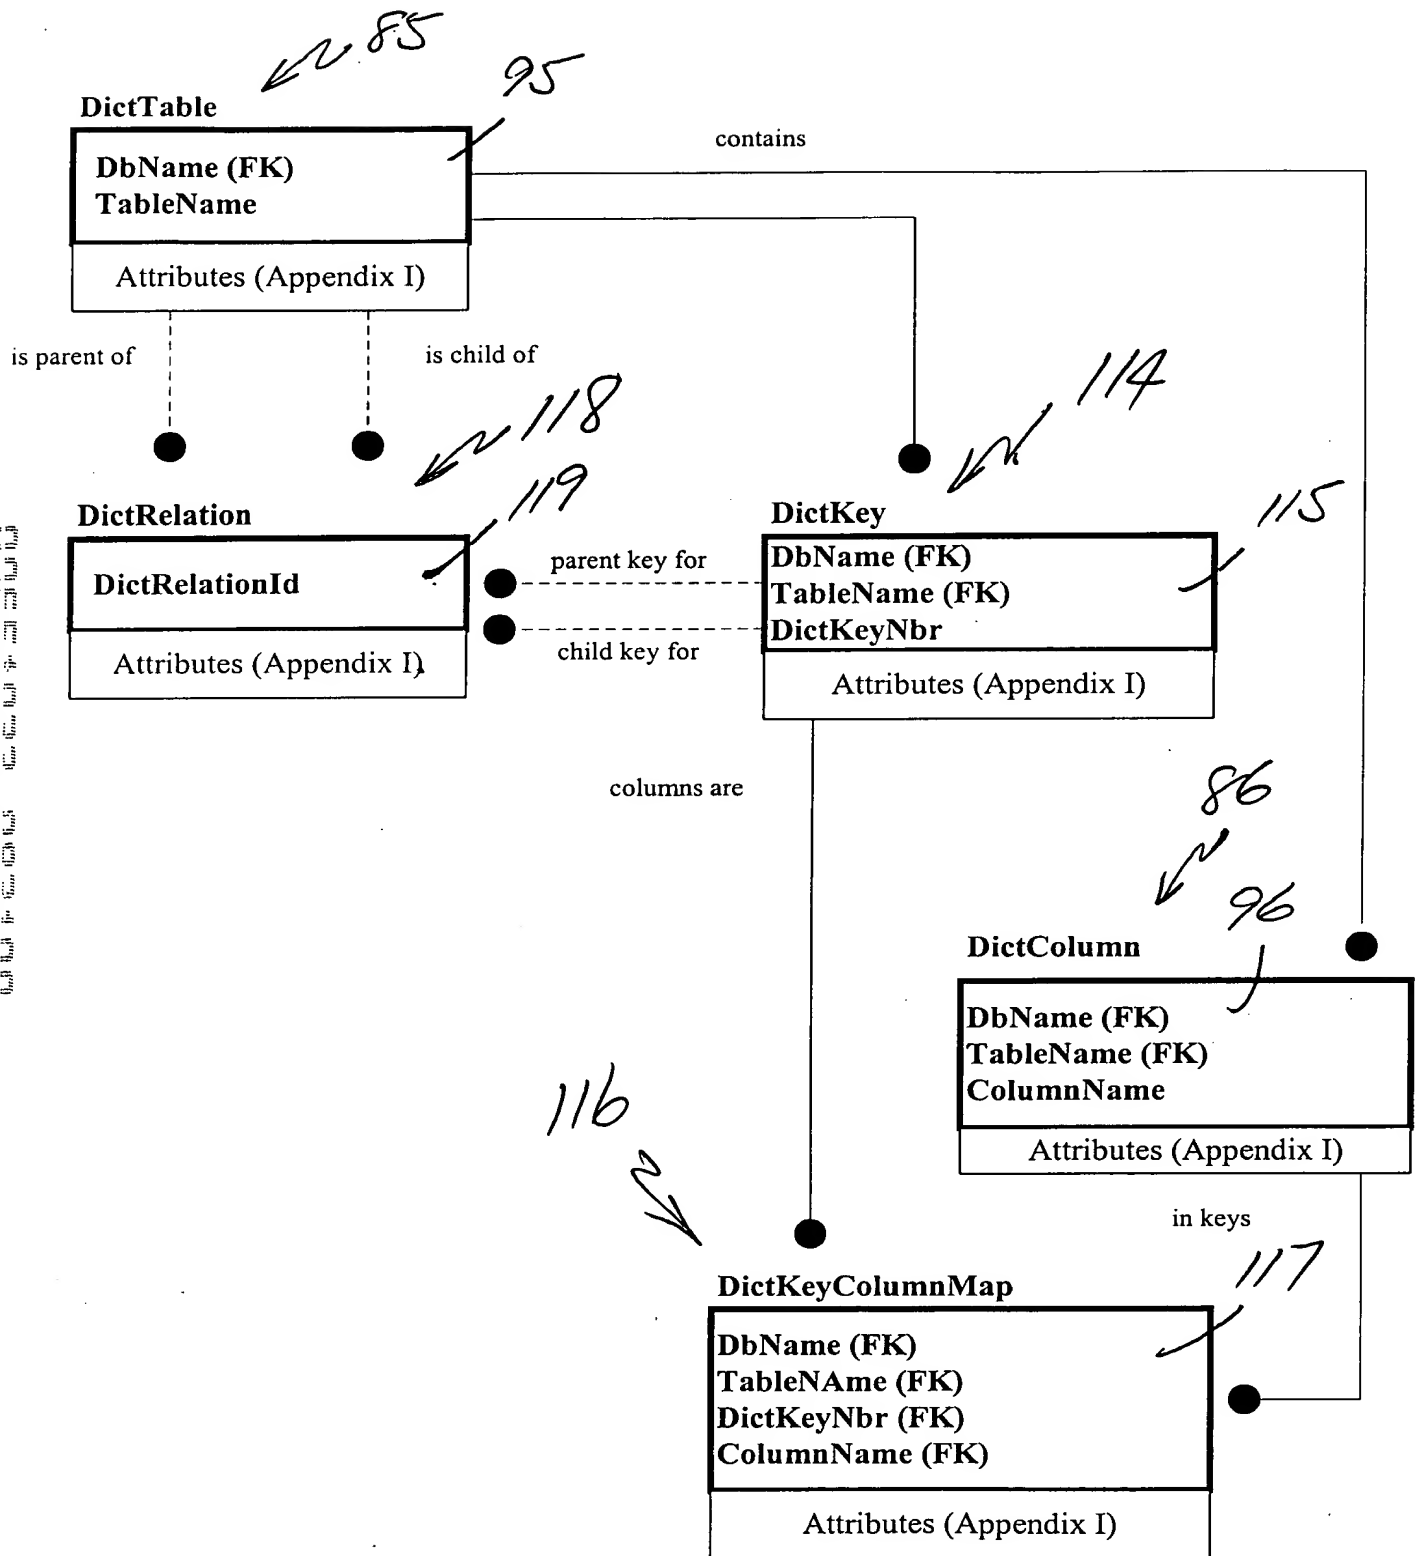 85
95
DictTable
contains
DbName (FK)
TableName
Attributes (Appendix I)
is parent of
is child of
114
118
119
115
DictRelation
DictKey
DictRelationId
parent key for
child key for
DbName (FK)
TableName (FK)
DictKeyNbr
Attributes (Appendix I)
Attributes (Appendix I)
columns are
86
96
DictColumn
DbName (FK)
TableName (FK)
ColumnName
Attributes (Appendix I)
116
in keys
117
DictKeyColumnMap
DbName (FK)
TableNAme (FK)
DictKeyNbr (FK)
ColumnName (FK)
Attributes (Appendix I)